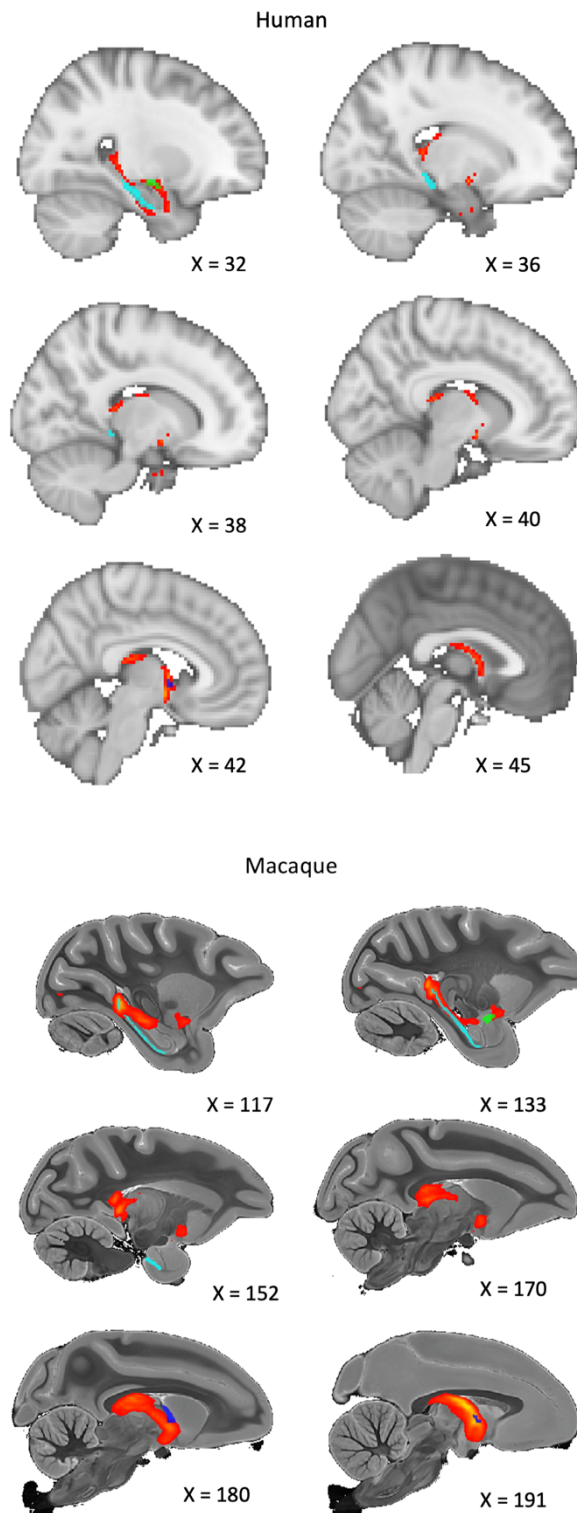 Human
X = 32
X = 36
X = 38
X = 40
X = 42
X = 45
Macaque
X = 117
X = 133
X = 152
X = 170
X = 180
X = 191